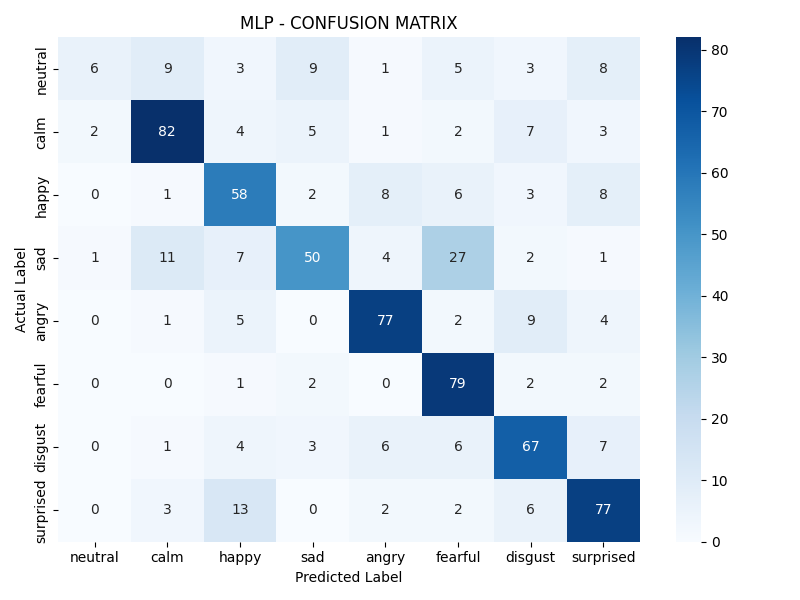 MLP - CONFUSION MATRIX
neutral 6 9 3 9 1 5 3 8
calm 2 82 4 5 1 2 7 3
happy 0 1 58 2 8 6 3 8
sad 1 11 7 50 4 27 2 1
angry 0 1 5 0 77 2 9 4
fearful 0 0 1 2 0 79 2 2
disgust 0 1 4 3 6 6 67 7
surprised 0 3 13 0 2 2 6 77
neutral calm happy sad angry fearful disgust surprised
Predicted Label
Actual Label
80
70
60
50
40
30
20
10
0